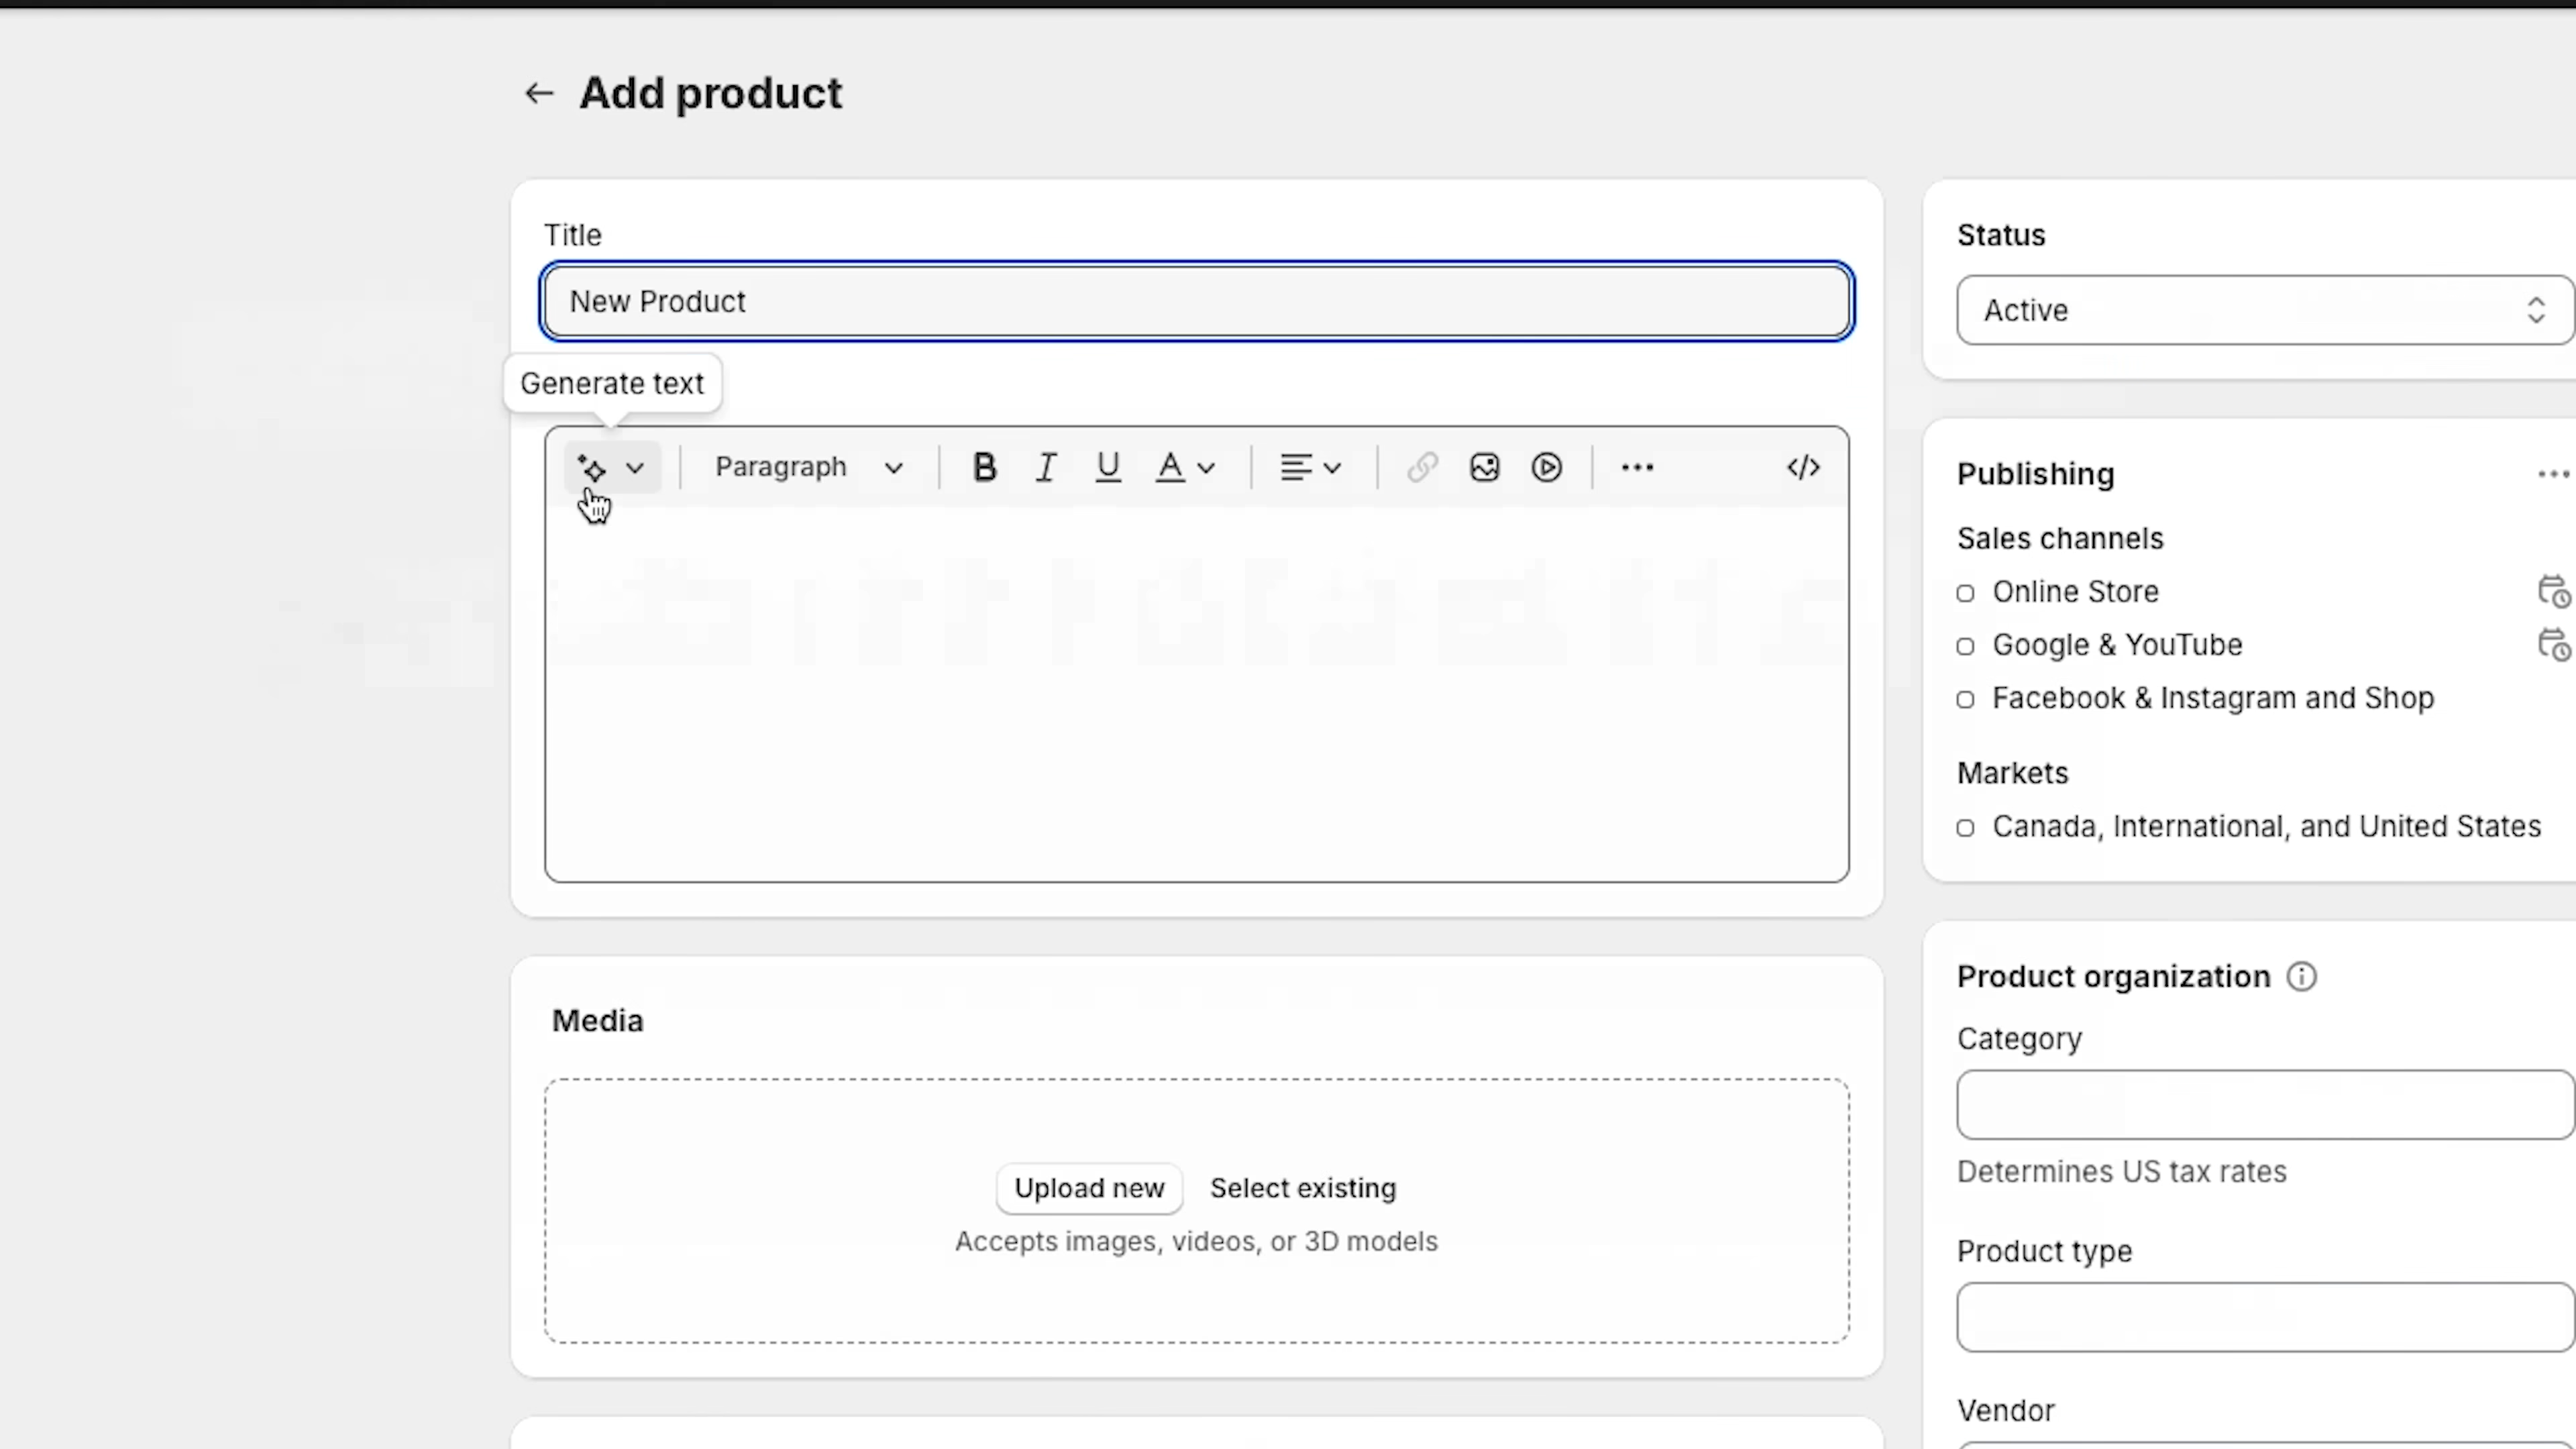 Add product
Title
New Product
Generate text
Paragraph
B I U A
Media
Upload new Select existing
Accepts images, videos, or 3D models
Status
Active
Publishing
Sales channels
Online Store
Google & YouTube
Facebook & Instagram and Shop
Markets
Canada, International, and United States
Product organization
Category
Determines US tax rates
Product type
Vendor